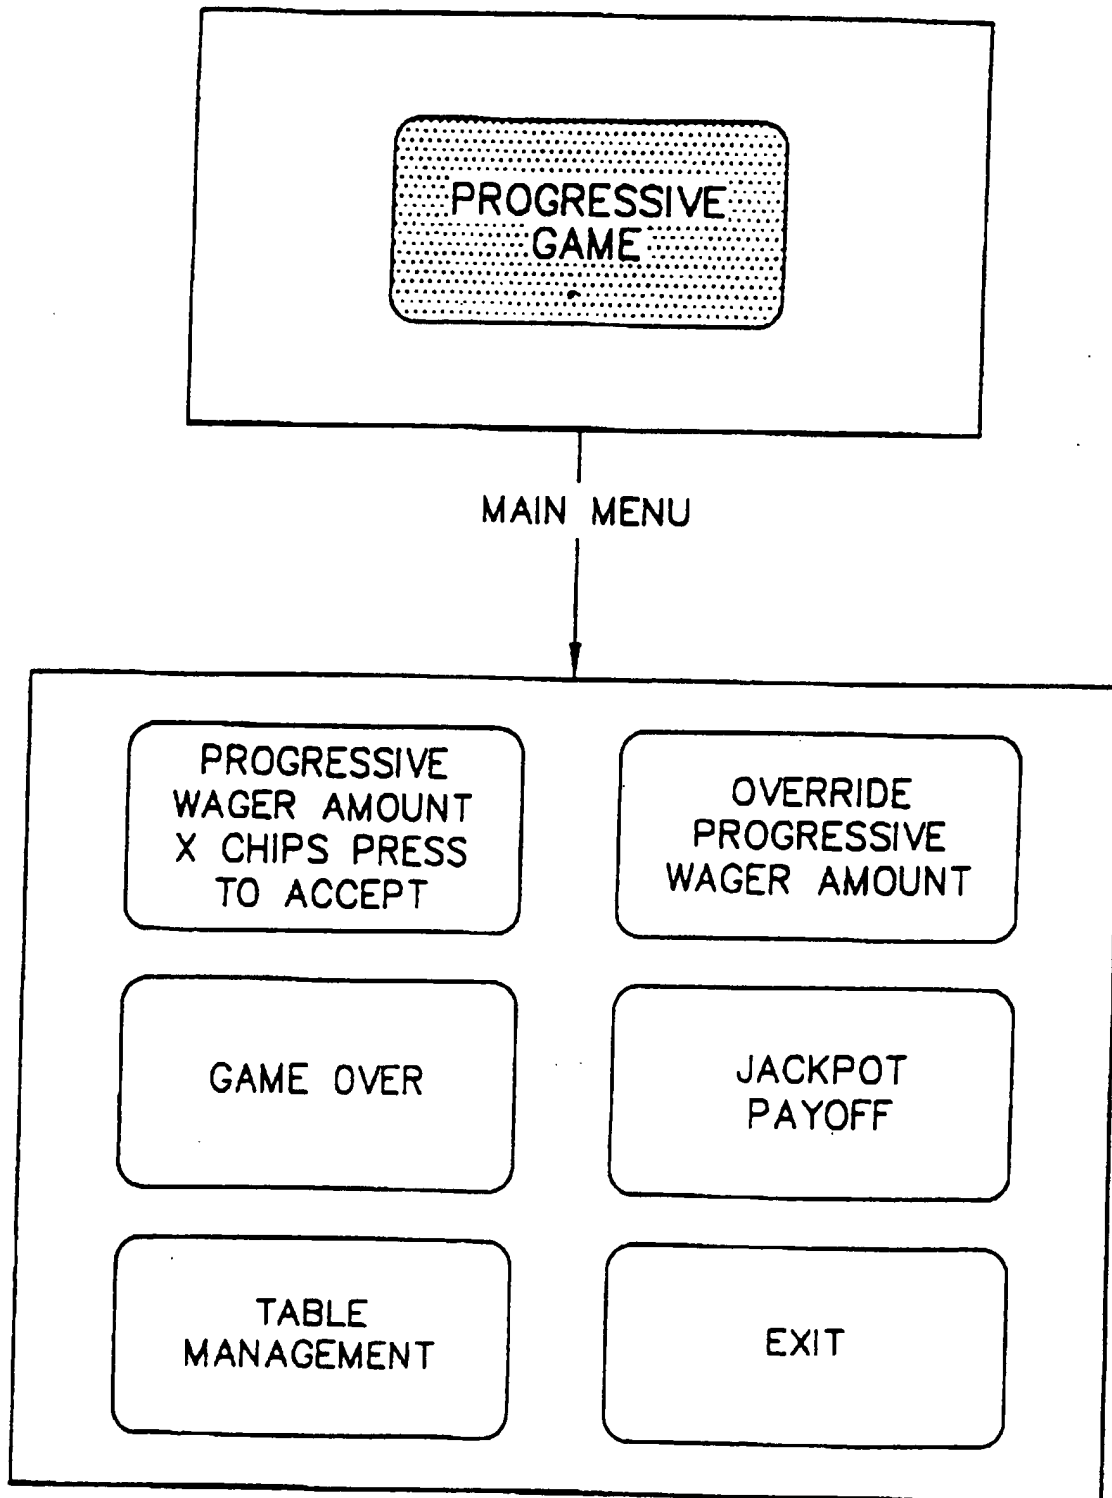 PROGRESSIVE
GAME
MAIN MENU
PROGRESSIVE
WAGER AMOUNT
X CHIPS PRESS
TO ACCEPT
OVERRIDE
PROGRESSIVE
WAGER AMOUNT
GAME OVER
JACKPOT
PAYOFF
TABLE
MANAGEMENT
EXIT